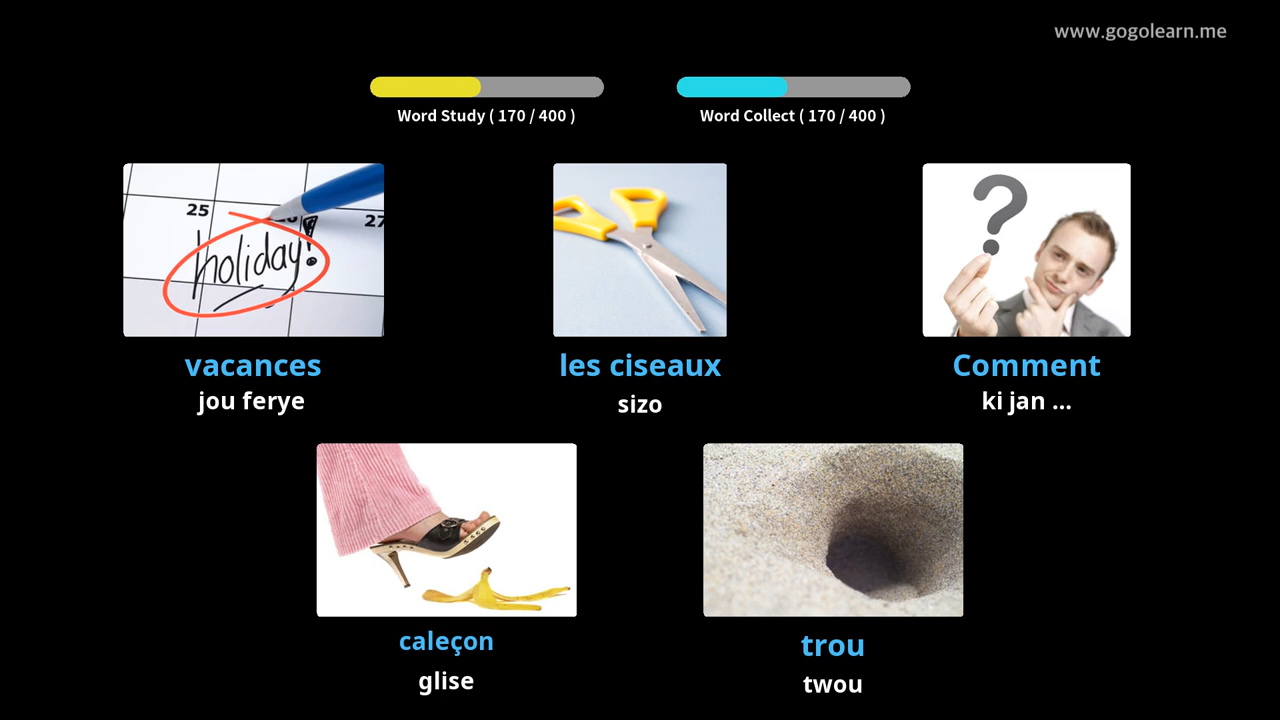 www.gogolearn.me
Word Study ( 170 / 400 )
Word Collect ( 170 / 400 )
25
27
holiday!
vacances
jou ferye
les ciseaux
sizo
Comment
ki jan ...
?
caleçon
glise
trou
twou